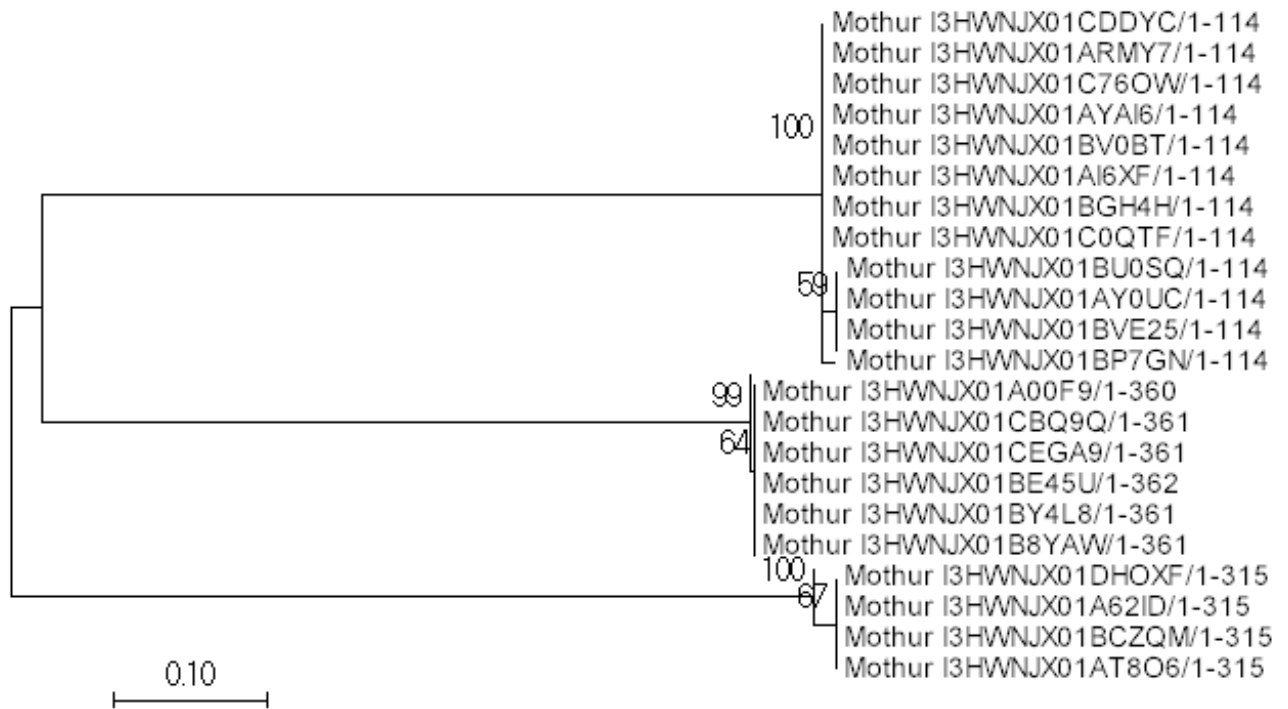 Mothur I3HWNJX01CDDYC/1-114
Mothur I3HWNJX01ARMY7/1-114
Mothur I3HWNJX01C76OW/1-114
100
Mothur I3HWNJX01AYAI6/1-114
Mothur I3HWNJX01BV0BT/1-114
Mothur I3HWNJX01AI6XF/1-114
Mothur I3HWNJX01BGH4H/1-114
Mothur I3HWNJX01C0QTF/1-114
Mothur I3HWNJX01BU0SQ/1-114
59
Mothur I3HWNJX01AY0UC/1-114
Mothur I3HWNJX01BVE25/1-114
Mothur I3HWNJX01BP7GN/1-114
99
Mothur I3HWNJX01A00F9/1-360
Mothur I3HWNJX01CBQ9Q/1-361
64
Mothur I3HWNJX01CEGA9/1-361
Mothur I3HWNJX01BE45U/1-362
Mothur I3HWNJX01BY4L8/1-361
Mothur I3HWNJX01B8YAW/1-361
100
Mothur I3HWNJX01DHOXF/1-315
67
Mothur I3HWNJX01A62ID/1-315
Mothur I3HWNJX01BCZQM/1-315
Mothur I3HWNJX01AT8O6/1-315
0.10